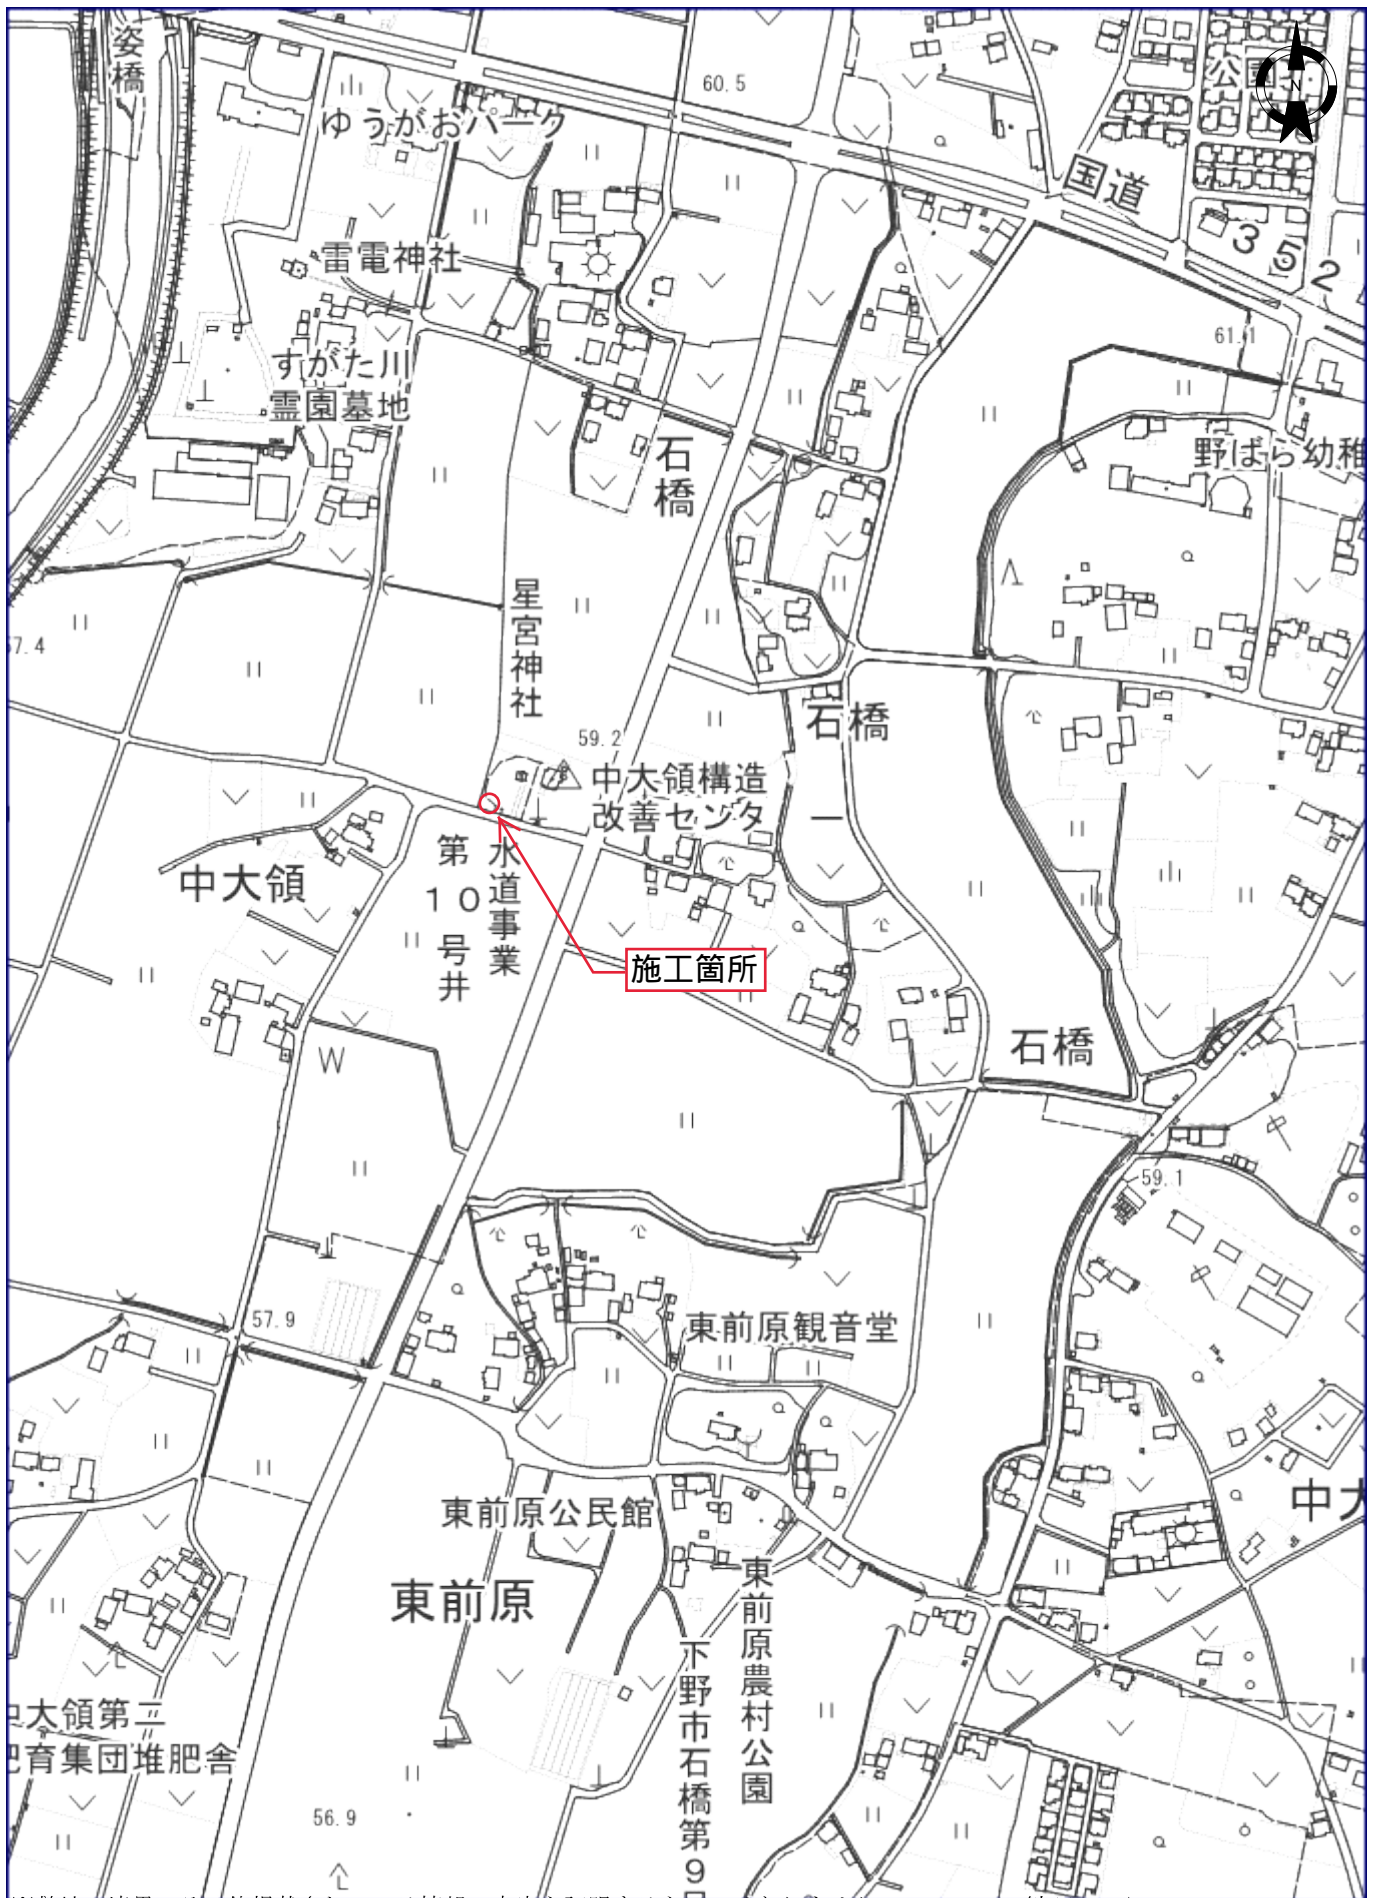 姿橋
60.5
公園
N
ゆうがおパーク
国道
352
雷電神社
61.1
すがた川
霊園墓地
石橋
野ばら幼稚
星宮神社
57.4
石橋
59.2
中大領構造
改善センター
水道事業
第10号井
中大領
施工箇所
石橋
W
59.1
57.9
東前原観音堂
中大
東前原公民館
東前原
東前原農村公園
下野市石橋第9号
中大領第二
肥育集団堆肥舎
56.9